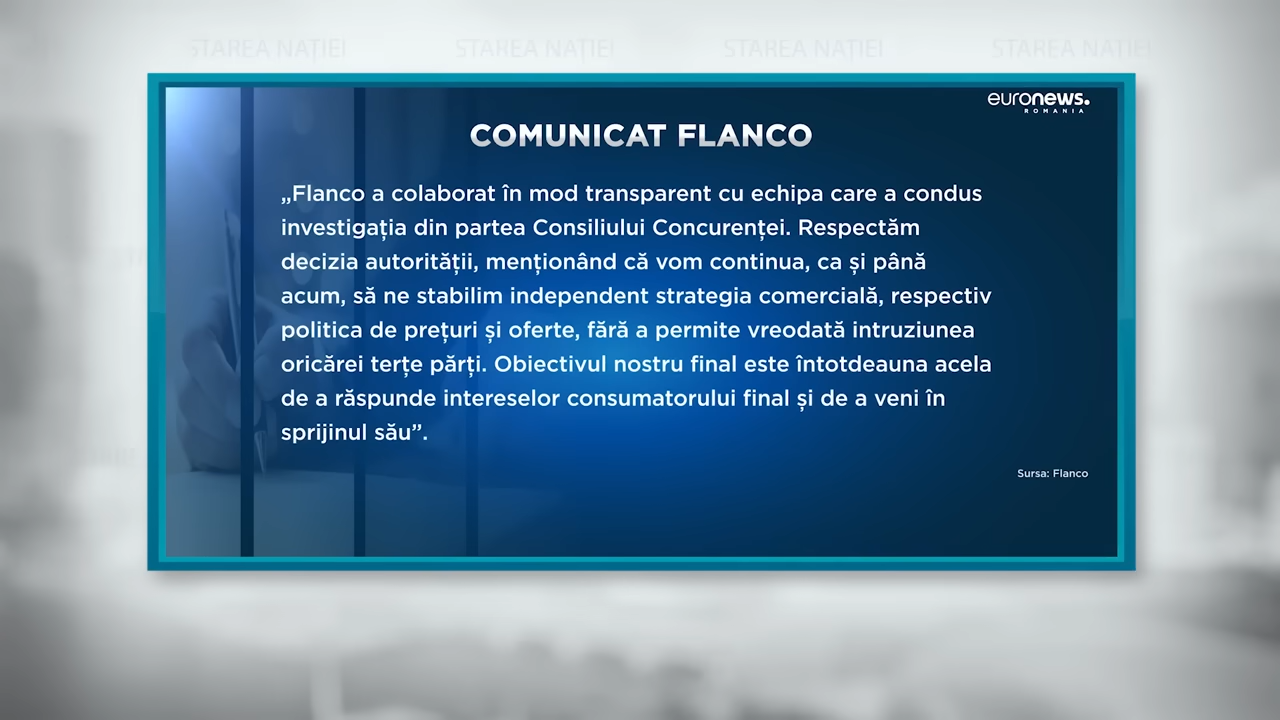 STAREA NAȚIEI STAREA NAȚIEI STAREA NAȚIEI STAREA NAȚIEI
euronews.
ROMANIA
COMUNICAT FLANCO
„Flanco a colaborat în mod transparent cu echipa care a condus
investigația din partea Consiliului Concurenței. Respectăm
decizia autorității, menționând că vom continua, ca și până
acum, să ne stabilim independent strategia comercială, respectiv
politica de prețuri și oferte, fără a permite vreodată intruziunea
oricărei terțe părți. Obiectivul nostru final este întotdeauna acela
de a răspunde intereselor consumatorului final și de a veni în
sprijinul său”.
Sursa: Flanco